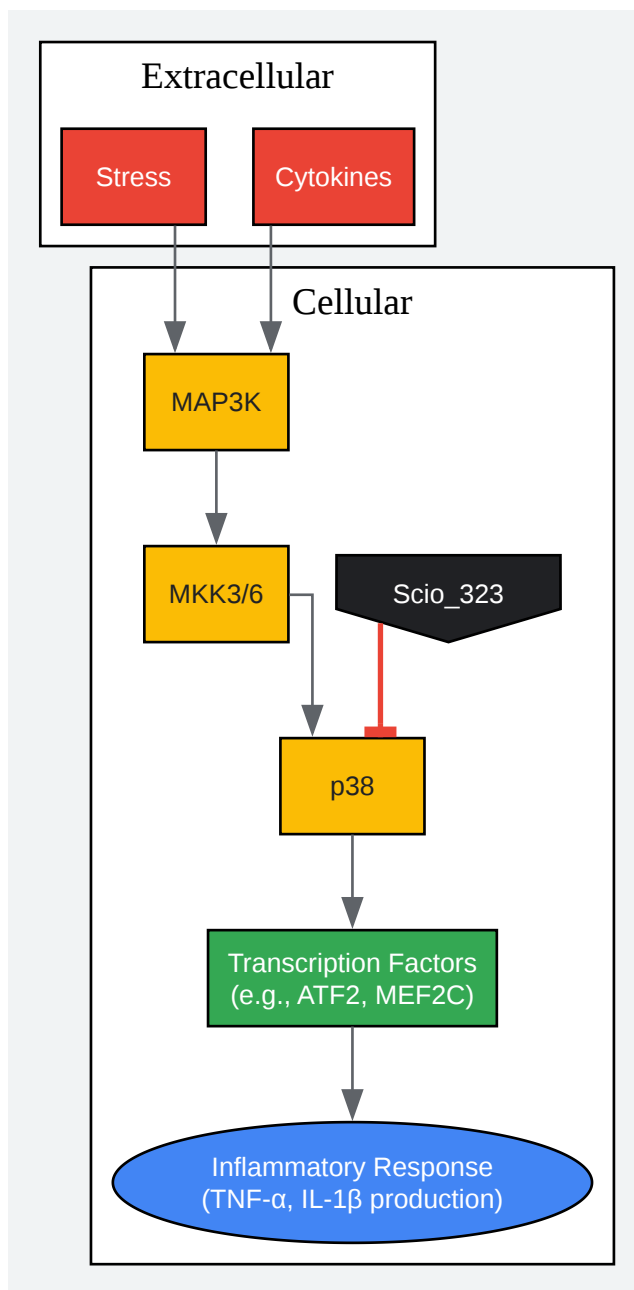 Extracellular
Stress
Cytokines
Cellular
MAP3K
MKK3/6
Scio_323
p38
Transcription Factors
(e.g., ATF2, MEF2C)
Inflammatory Response
(TNF-α, IL-1β production)